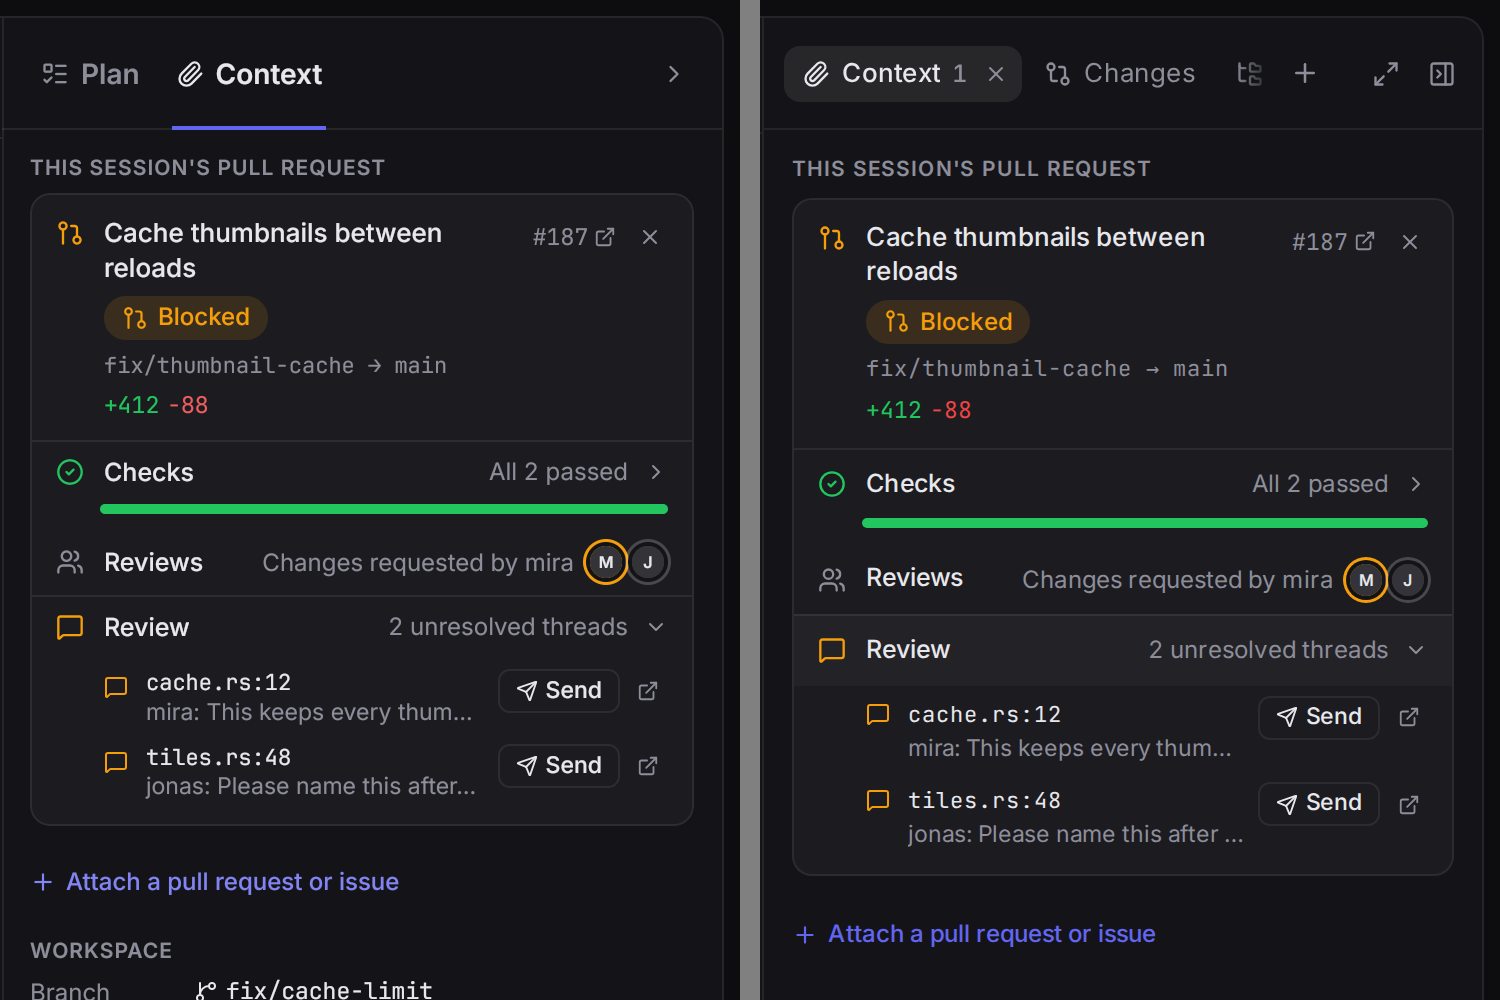 Plan Context
THIS SESSION'S PULL REQUEST
Cache thumbnails between #187
reloads
Blocked
fix/thumbnail-cache → main
+412 -88
Checks All 2 passed
Reviews Changes requested by mira M J
Review 2 unresolved threads
cache.rs:12 Send
mira: This keeps every thum...
tiles.rs:48 Send
jonas: Please name this after...
+ Attach a pull request or issue
WORKSPACE
Branch fix/cache-limit
Context 1 Changes
THIS SESSION'S PULL REQUEST
Cache thumbnails between #187
reloads
Blocked
fix/thumbnail-cache → main
+412 -88
Checks All 2 passed
Reviews Changes requested by mira M J
Review 2 unresolved threads
cache.rs:12 Send
mira: This keeps every thum...
tiles.rs:48 Send
jonas: Please name this after ...
+ Attach a pull request or issue